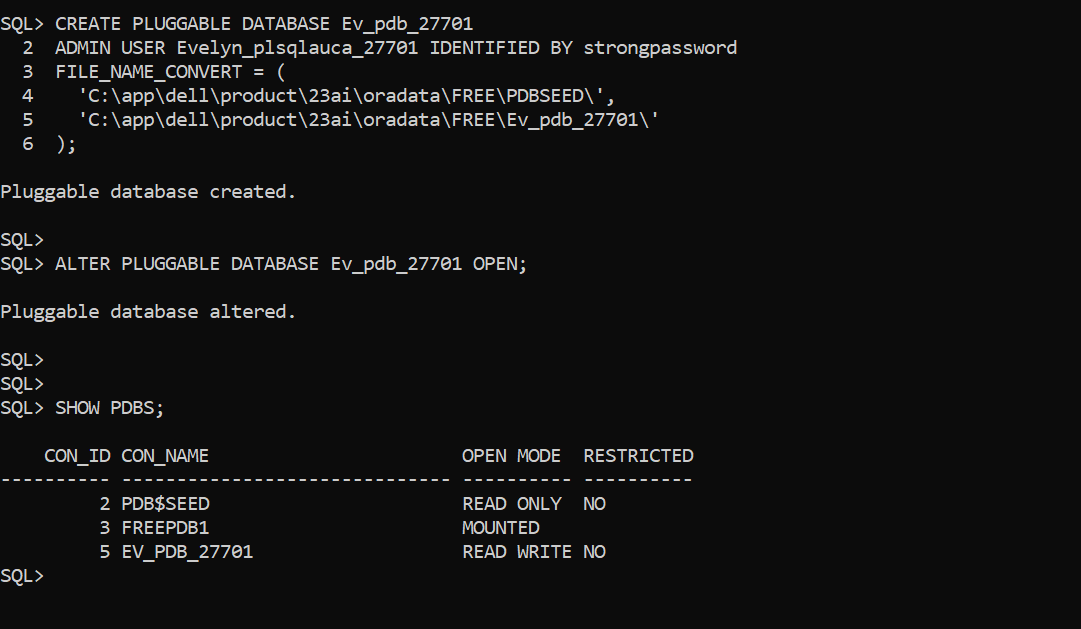 SQL> CREATE PLUGGABLE DATABASE Ev_pdb_27701
  2  ADMIN USER Evelyn_plsqlauca_27701 IDENTIFIED BY strongpassword
  3  FILE_NAME_CONVERT = (
  4    'C:\app\dell\product\23ai\oradata\FREE\PDBSEED\',
  5    'C:\app\dell\product\23ai\oradata\FREE\Ev_pdb_27701\'
  6  );
Pluggable database created.
SQL>
SQL> ALTER PLUGGABLE DATABASE Ev_pdb_27701 OPEN;
Pluggable database altered.
SQL>
SQL>
SQL> SHOW PDBS;
    CON_ID CON_NAME                       OPEN MODE  RESTRICTED
---------- ------------------------------ ---------- ----------
         2 PDB$SEED                       READ ONLY  NO
         3 FREEPDB1                       MOUNTED
         5 EV_PDB_27701                   READ WRITE NO
SQL>